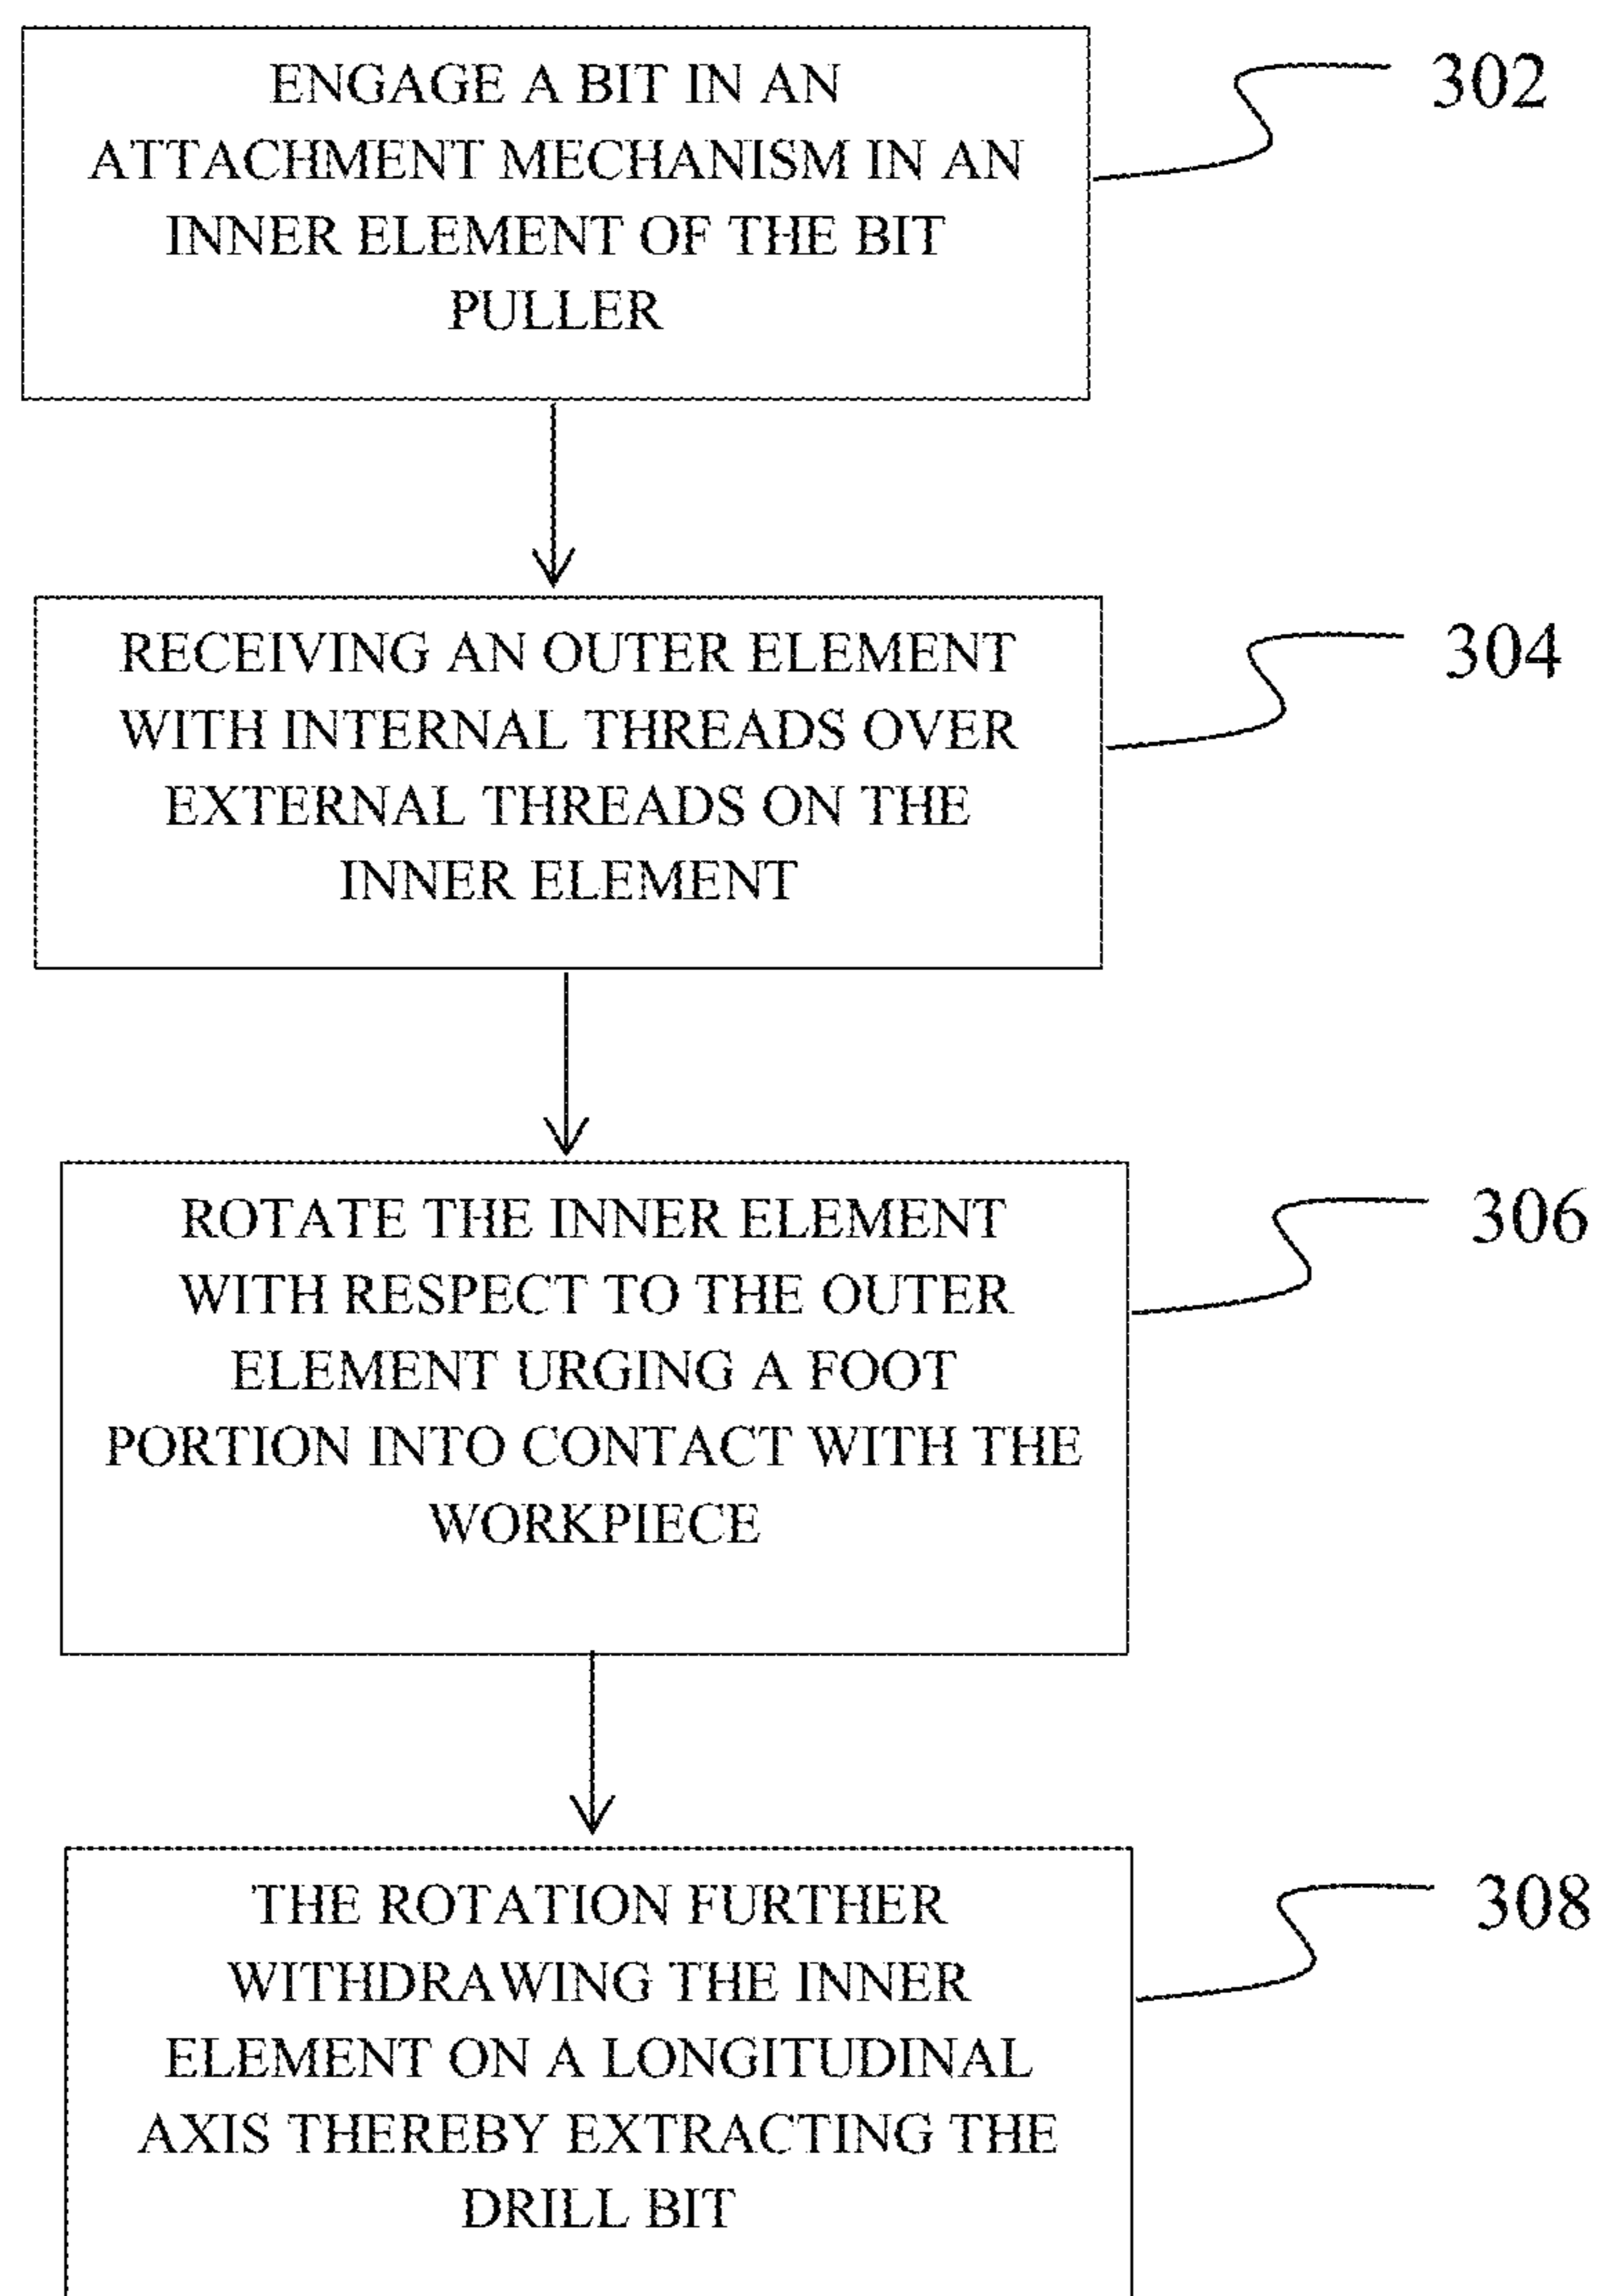 ENGAGE A BIT IN AN
ATTACHMENT MECHANISM IN AN
INNER ELEMENT OF THE BIT
PULLER
302
RECEIVING AN OUTER ELEMENT
WITH INTERNAL THREADS OVER
EXTERNAL THREADS ON THE
INNER ELEMENT
304
ROTATE THE INNER ELEMENT
WITH RESPECT TO THE OUTER
ELEMENT URGING A FOOT
PORTION INTO CONTACT WITH THE
WORKPIECE
306
THE ROTATION FURTHER
WITHDRAWING THE INNER
ELEMENT ON A LONGITUDINAL
AXIS THEREBY EXTRACTING THE
DRILL BIT
308